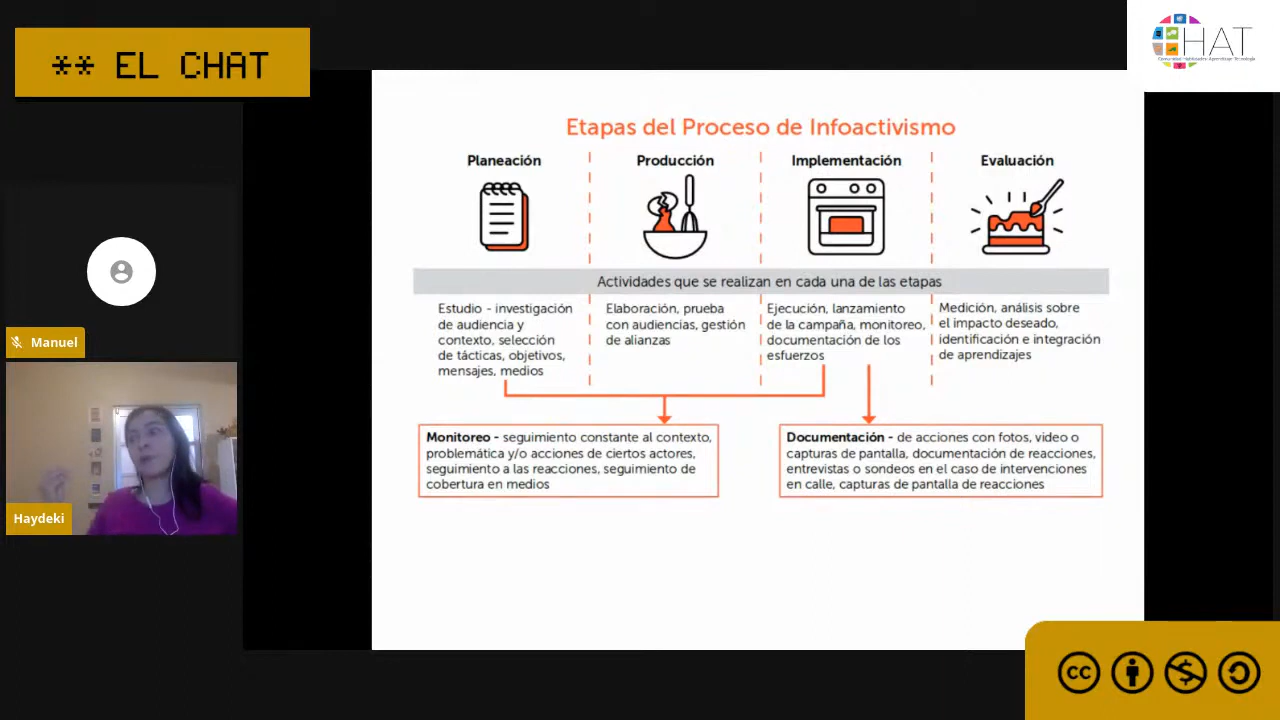 ** EL CHAT
HAT
Comunidad Habilidades Aprendizaje Tecnología
Etapas del Proceso de Infoactivismo
Planeación
Producción
Implementación
Evaluación
Actividades que se realizan en cada una de las etapas
Estudio - investigación
de audiencia y
contexto, selección
de tácticas, objetivos,
mensajes, medios
Elaboración, prueba
con audiencias, gestión
de alianzas
Ejecución, lanzamiento
de la campaña, monitoreo,
documentación de los
esfuerzos
Medición, análisis sobre
el impacto deseado,
identificación e integración
de aprendizajes
Monitoreo - seguimiento constante al contexto,
problemática y/o acciones de ciertos actores,
seguimiento a las reacciones, seguimiento de
cobertura en medios
Documentación - de acciones con fotos, video o
capturas de pantalla, documentación de reacciones,
entrevistas o sondeos en el caso de intervenciones
en calle, capturas de pantalla de reacciones
Manuel
Haydeki
cc